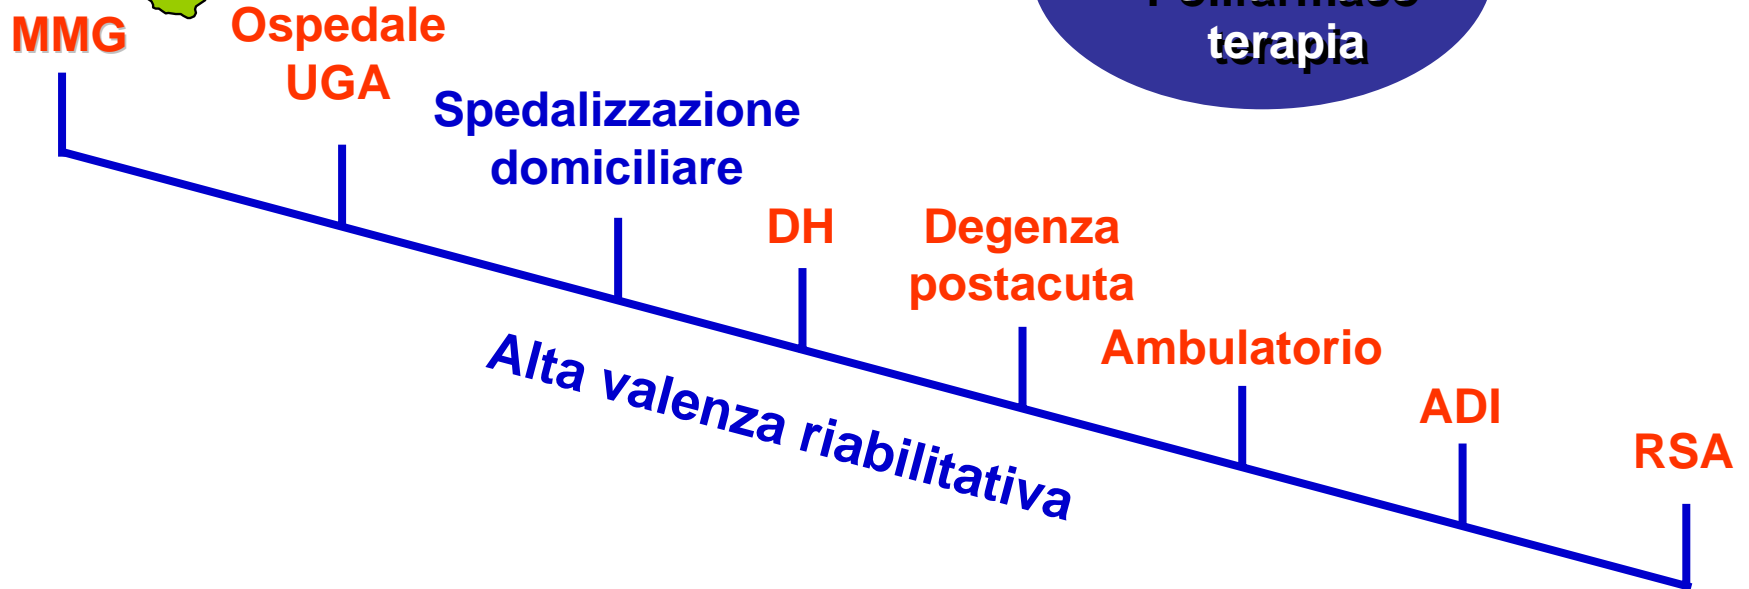 MMG
Ospedale
UGA
Spedalizzazione
domiciliare
DH
Degenza
postacuta
Ambulatorio
ADI
RSA
Alta valenza riabilitativa
terapia